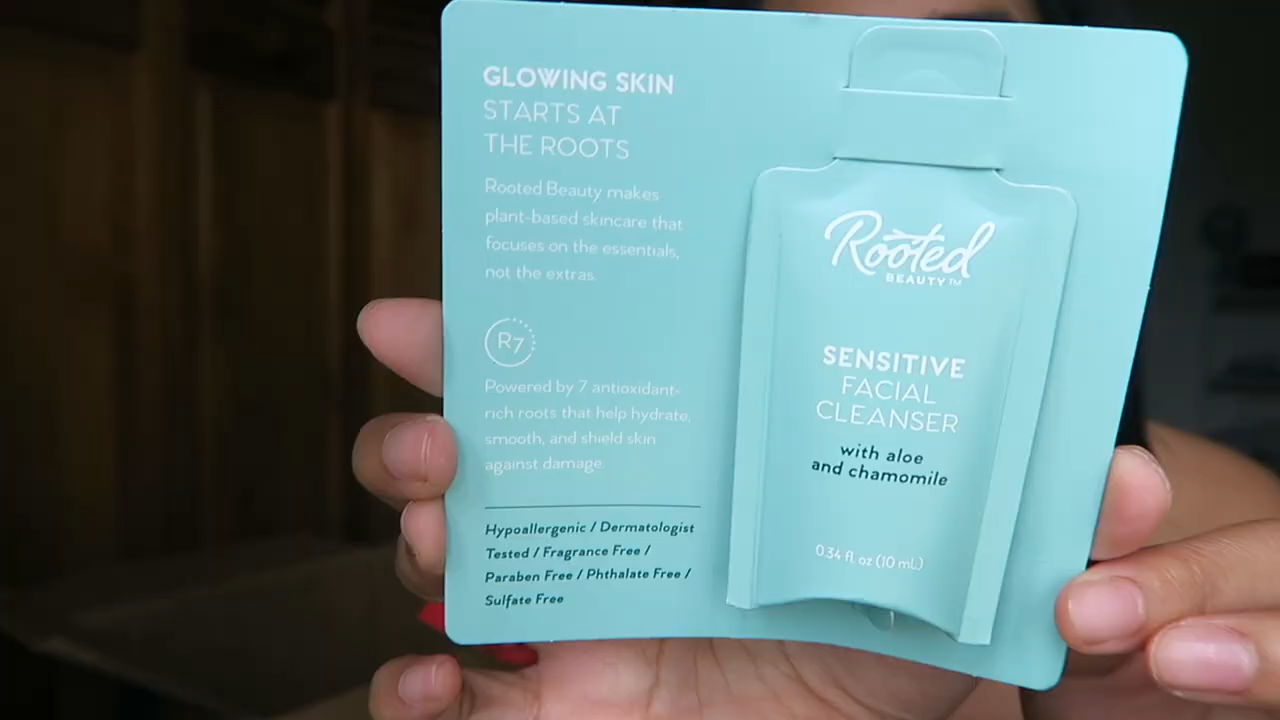 GLOWING SKIN
STARTS AT
THE ROOTS
Rooted Beauty makes
plant-based skincare that
focuses on the essentials,
not the extras.
R7
Powered by 7 antioxidant-
rich roots that help hydrate,
smooth, and shield skin
against damage.
Hypoallergenic / Dermatologist
Tested / Fragrance Free /
Paraben Free / Phthalate Free /
Sulfate Free
Rooted
BEAUTY™
SENSITIVE
FACIAL
CLEANSER
with aloe
and chamomile
0.34 fl. oz (10 mL)